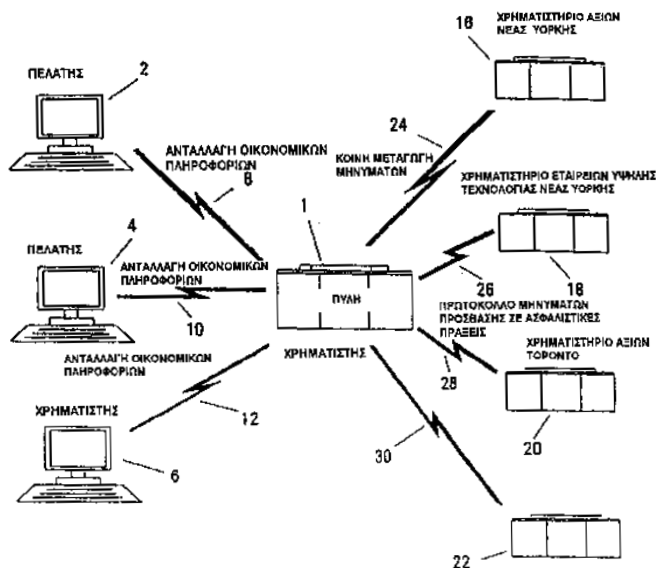 ΧΡΗΜΑΤΙΣΤΗΡΙΟ ΑΞΙΩΝ
ΝΕΑΣ ΥΟΡΚΗΣ
16
ΠΕΛΑΤΗΣ
2
24
ΑΝΤΑΛΛΑΓΗ ΟΙΚΟΝΟΜΙΚΩΝ
ΠΛΗΡΟΦΟΡΙΩΝ
8
ΚΟΙΝΗ ΜΕΤΑΓΩΓΗ
ΜΗΝΥΜΑΤΩΝ
ΧΡΗΜΑΤΙΣΤΗΡΙΟ ΕΤΑΙΡΕΙΩΝ ΥΨΗΛΗΣ
ΤΕΧΝΟΛΟΓΙΑΣ ΝΕΑΣ ΥΟΡΚΗΣ
1
4
ΠΕΛΑΤΗΣ
ΑΝΤΑΛΛΑΓΗ ΟΙΚΟΝΟΜΙΚΩΝ
ΠΛΗΡΟΦΟΡΙΩΝ
10
ΠΥΛΗ
ΧΡΗΜΑΤΙΣΤΗΣ
26
18
ΠΡΩΤΟΚΟΛΛΟ ΜΗΝΥΜΑΤΩΝ
ΠΡΟΣΒΑΣΗΣ ΣΕ ΑΣΦΑΛΙΣΤΙΚΕΣ
ΠΡΑΞΕΙΣ
28
ΧΡΗΜΑΤΙΣΤΗΡΙΟ ΑΞΙΩΝ
ΤΟΡΟΝΤΟ
20
ΑΝΤΑΛΛΑΓΗ ΟΙΚΟΝΟΜΙΚΩΝ
ΠΛΗΡΟΦΟΡΙΩΝ
ΧΡΗΜΑΤΙΣΤΗΣ
12
6
30
22